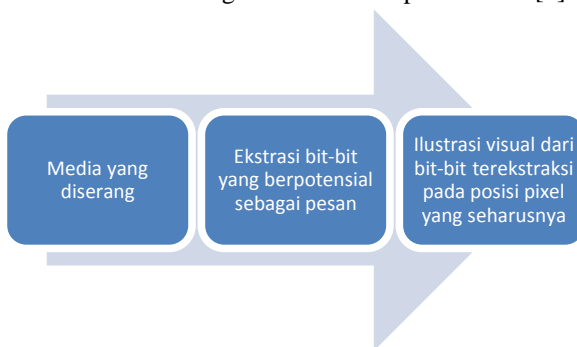 Media yang
diserang
Ekstrasi bit-bit
yang berpotensial
sebagai pesan
Ilustrasi visual dari
bit-bit terekstraksi
pada posisi pixel
yang seharusnya